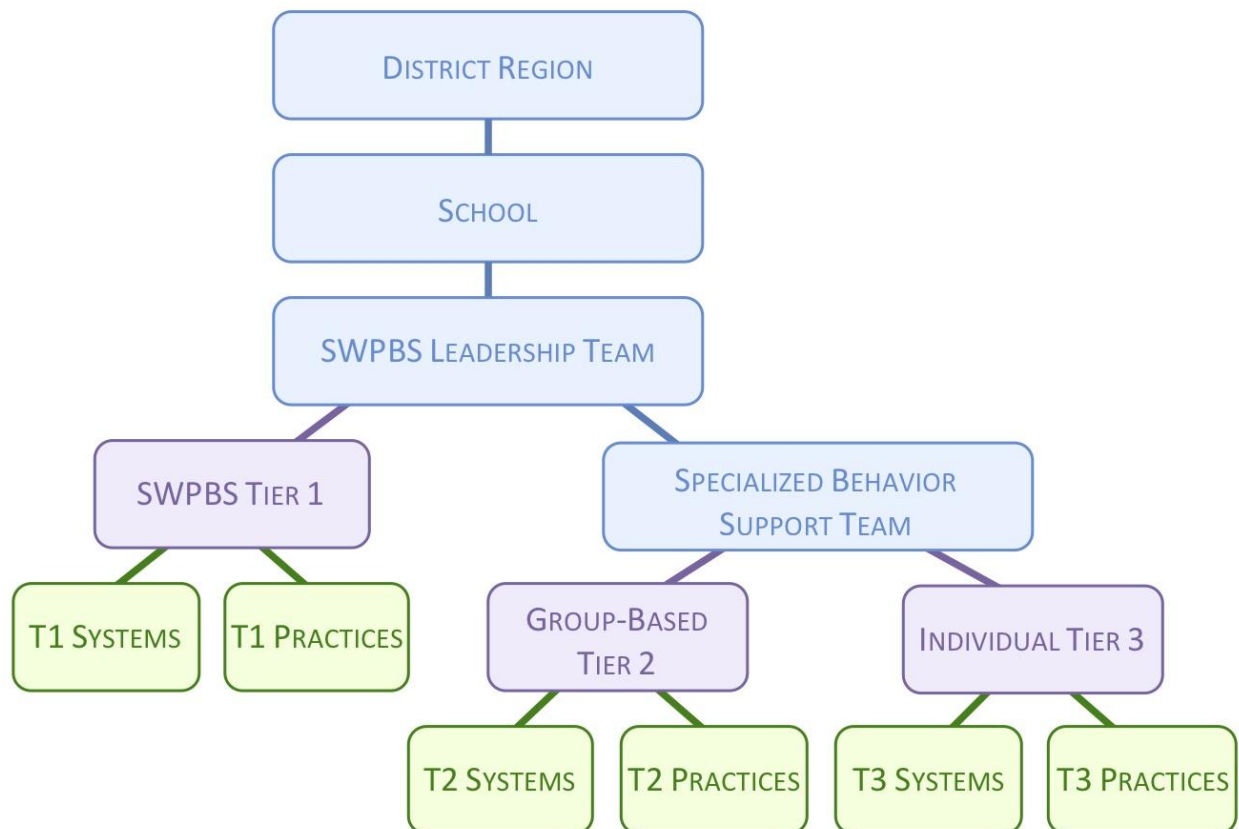 DISTRICT REGION
SCHOOL
SWPBS LEADERSHIP TEAM
SWPBS TIER 1
SPECIALIZED BEHAVIOR
SUPPORT TEAM
T1 SYSTEMS
T1 PRACTICES
GROUP-BASED
TIER 2
INDIVIDUAL TIER 3
T2 SYSTEMS
T2 PRACTICES
T3 SYSTEMS
T3 PRACTICES